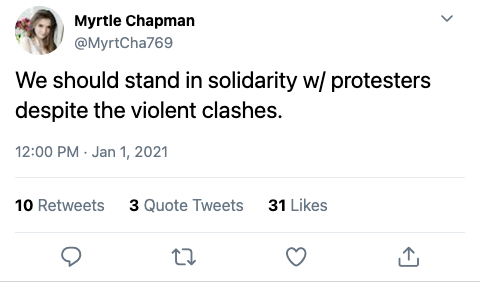 Myrtle Chapman
@MyrtCha769
We should stand in solidarity w/ protesters
despite the violent clashes.
12:00 PM · Jan 1, 2021
10 Retweets 3 Quote Tweets 31 Likes